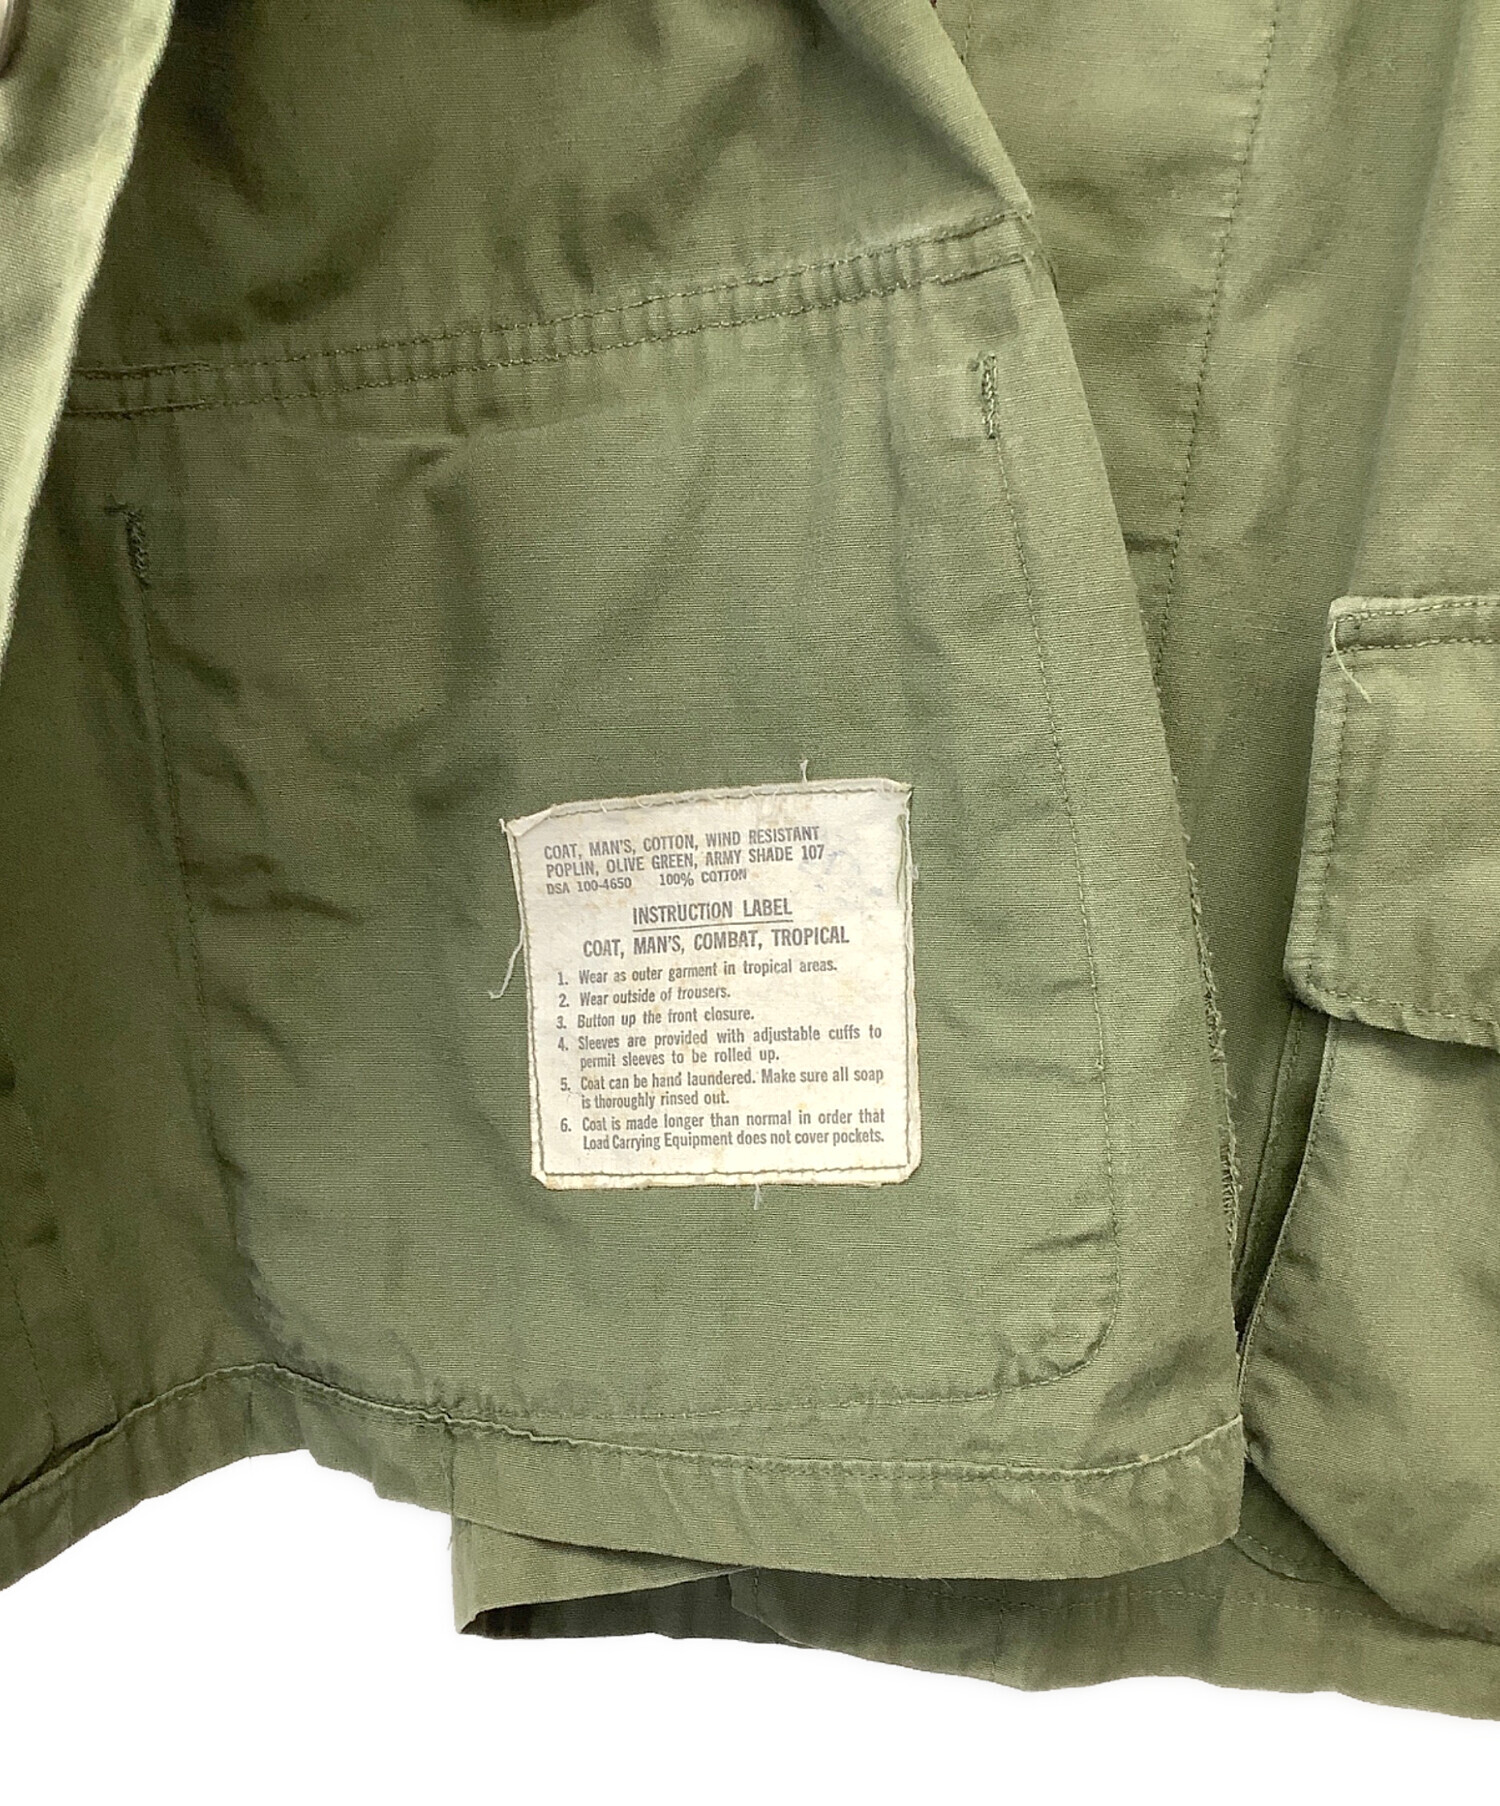 COAT, MAN'S, COTTON, WIND RESISTANT
POPLIN, OLIVE GREEN, ARMY SHADE 107
DSA 100-4650 100% COTTON
INSTRUCTION LABEL
COAT, MAN'S, COMBAT, TROPICAL
1. Wear as outer garment in tropical areas.
2. Wear outside of trousers.
3. Button up the front closure.
4. Sleeves are provided with adjustable cuffs to
permit sleeves to be rolled up.
5. Coat can be hand laundered. Make sure all soap
is thoroughly rinsed out.
6. Coat is made longer than normal in order that
Load Carrying Equipment does not cover pockets.